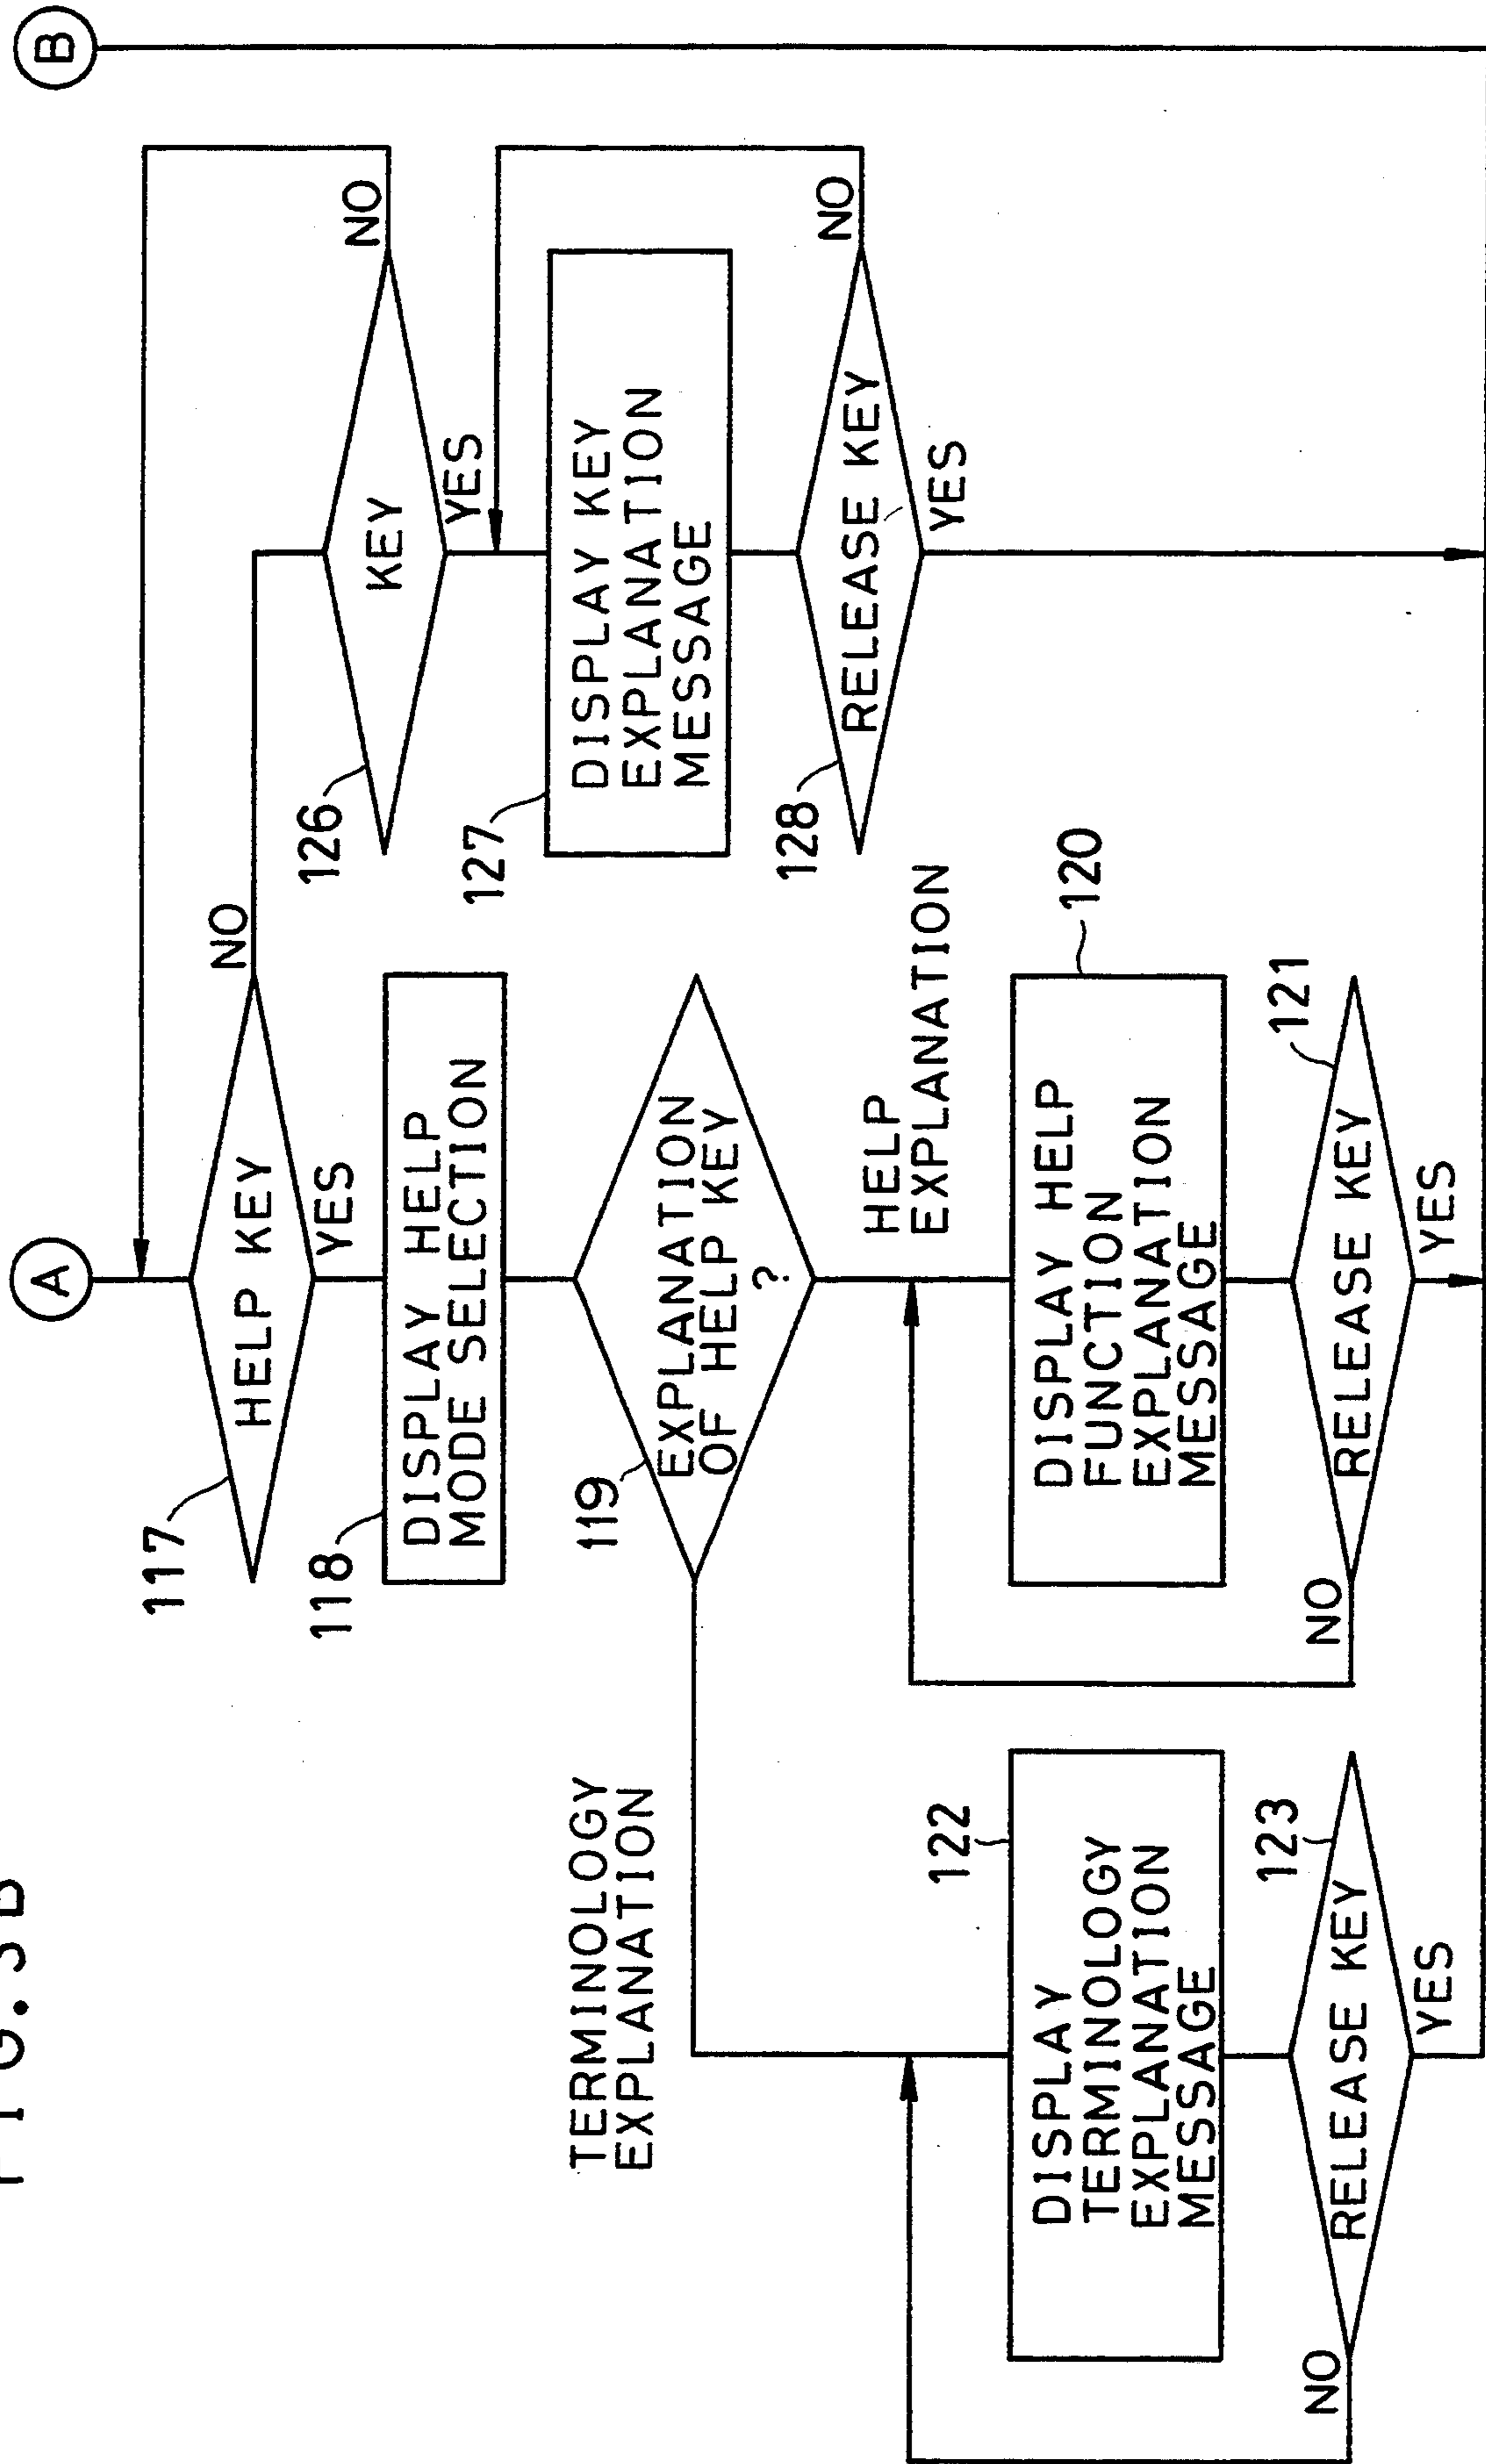 FIG.3B
A
B
117
HELP KEY
NO
YES
118
DISPLAY HELP
MODE SELECTION
126
KEY
NO
YES
127
DISPLAY KEY
EXPLANATION
MESSAGE
128
RELEASE KEY
NO
YES
119
EXPLANATION
OF HELP KEY
?
TERMINOLOGY
EXPLANATION
HELP
EXPLANATION
122
DISPLAY
TERMINOLOGY
EXPLANATION
MESSAGE
123
RELEASE KEY
NO
YES
120
DISPLAY HELP
FUNCTION
EXPLANATION
MESSAGE
121
RELEASE KEY
NO
YES